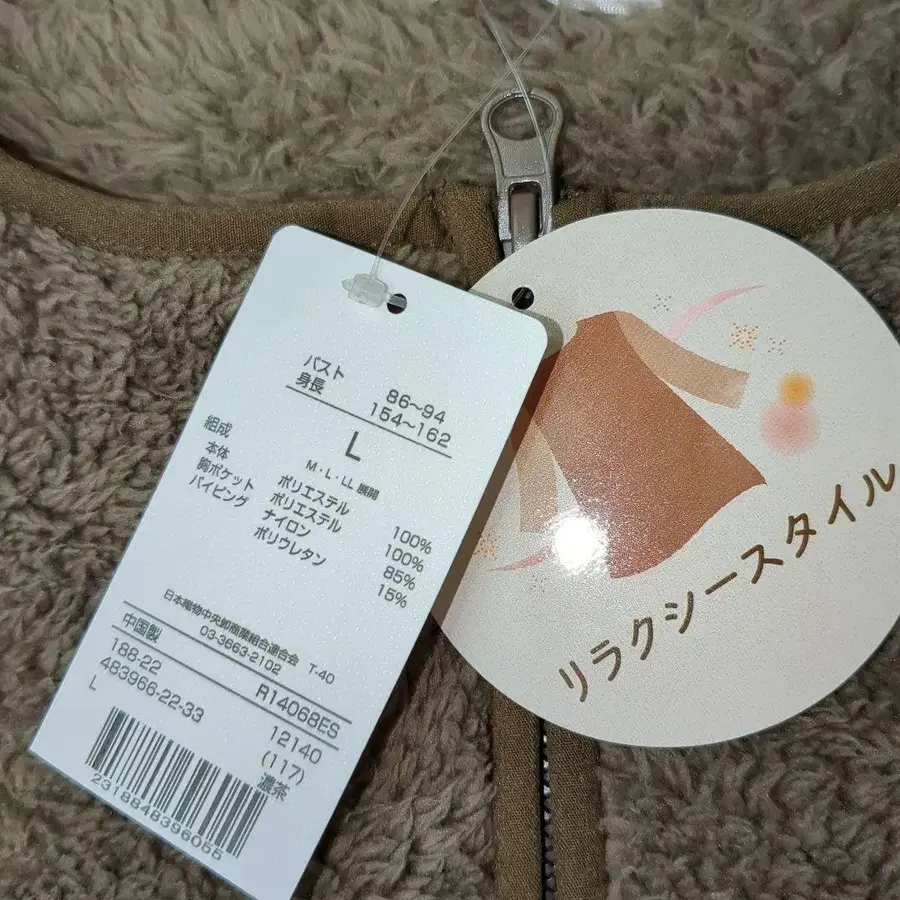 バスト 86~94
身長 154~162
L
M・L・LL 展開
組成
本体 ポリエステル 100%
胸ポケット ポリエステル 100%
パイピング ナイロン 85%
ポリウレタン 15%
日本織物中央卸商業組合連合会
03-3663-2102 T-40
中国製 R14068ES
188-22 12140
483966-22-33 (117)
L 濃茶
2318848396055
リラクシースタイル